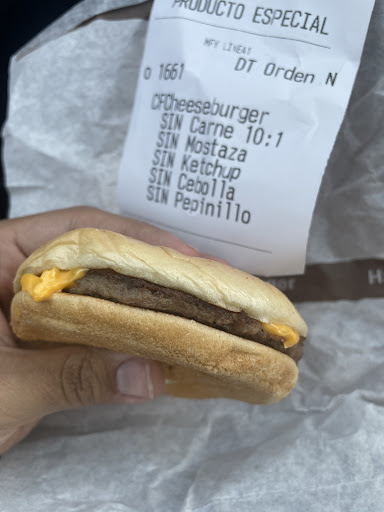 PRODUCTO ESPECIAL
MFY LINEA1
DT Orden N
o 1661
CFCheeseburger
SIN Carne 10:1
SIN Mostaza
SIN Ketchup
SIN Cebolla
SIN Pepinillo